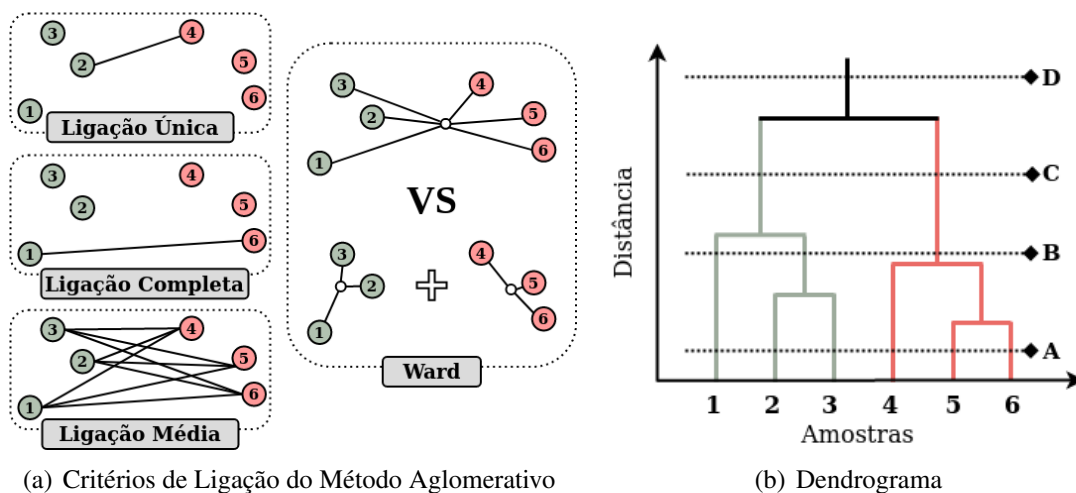 3
4
2
5
1
6
Ligação Única
3
4
2
5
1
6
Ligação Completa
3
4
2
5
1
6
Ligação Média
3
4
2
5
1
6
VS
3
2
1
4
5
6
Ward
(a) Critérios de Ligação do Método Aglomerativo
Distância
D
C
B
A
1 2 3 4 5 6
Amostras
(b) Dendrograma